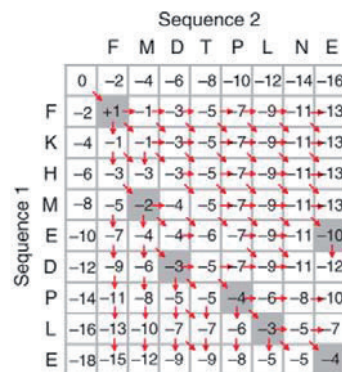 Sequence 2
F M D T P L N E
0 −2 −4 −6 −8 −10 −12 −14 −16
F −2 +1 −1 −3 −5 −7 −9 −11 −13
K −4 −1 −1 −3 −5 −7 −9 −11 −13
H −6 −3 −3 −3 −5 −7 −9 −11 −13
M −8 −5 −2 −4 −5 −7 −9 −11 −13
E −10 −7 −4 −4 −6 −7 −9 −11 −10
D −12 −9 −6 −3 −5 −7 −9 −11 −12
P −14 −11 −8 −5 −5 −4 −6 −8 −10
L −16 −13 −10 −7 −7 −6 −3 −5 −7
E −18 −15 −12 −9 −9 −8 −5 −5 −4
Sequence 1